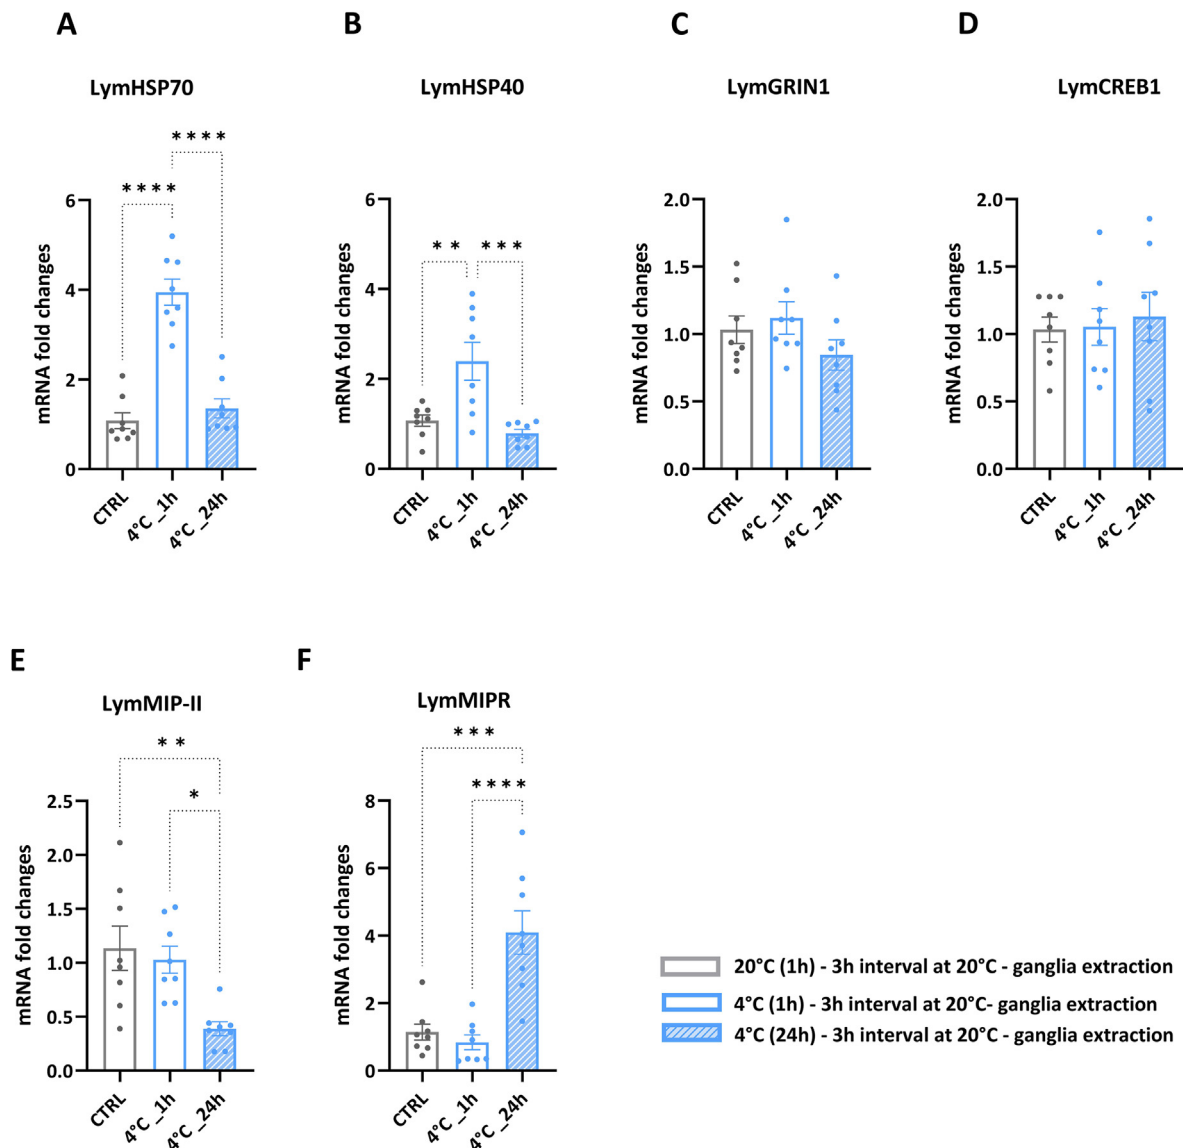 A
B
C
D
LymHSP70
LymHSP40
LymGRIN1
LymCREB1
****
****
** ***
mRNA fold changes
6
4
2
0
CTRL
4°C_1h
4°C_24h
mRNA fold changes
6
4
2
0
CTRL
4°C_1h
4°C_24h
mRNA fold changes
2.0
1.5
1.0
0.5
0.0
CTRL
4°C_1h
4°C_24h
mRNA fold changes
2.0
1.5
1.0
0.5
0.0
CTRL
4°C_1h
4°C_24h
E
F
LymMIP-II
LymMIPR
**
*
***
****
mRNA fold changes
2.5
2.0
1.5
1.0
0.5
0.0
CTRL
4°C_1h
4°C_24h
mRNA fold changes
8
6
4
2
0
CTRL
4°C_1h
4°C_24h
20°C (1h) - 3h interval at 20°C - ganglia extraction
4°C (1h) - 3h interval at 20°C- ganglia extraction
4°C (24h) - 3h interval at 20°C - ganglia extraction